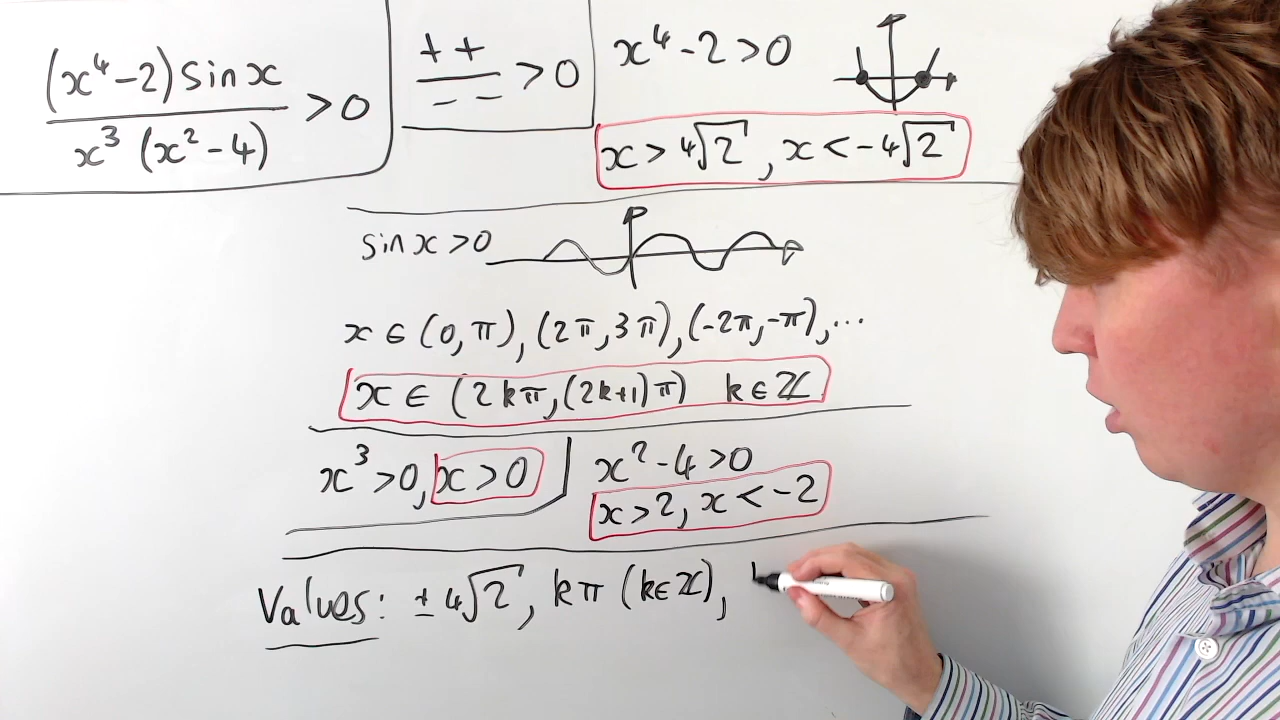 (x⁴-2) sin x / x³ (x²-4) > 0
+ + / - - > 0
x⁴ - 2 > 0
x > ⁴√2, x < -⁴√2
sin x > 0
x ∈ (0, π), (2π, 3π), (-2π, -π), ...
x ∈ (2kπ, (2k+1)π) k ∈ ℤ
x³ > 0, x > 0
x² - 4 > 0
x > 2, x < -2
Values: ± ⁴√2, kπ (k∈ℤ),